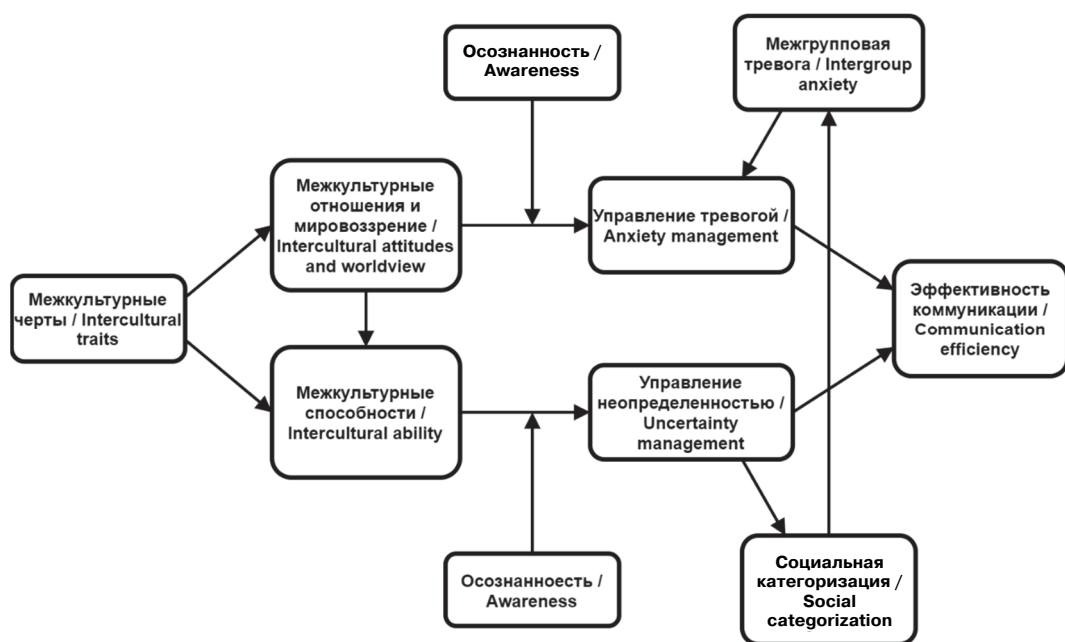 Осознанность /
Awareness
Межгрупповая
тревога / Intergroup
anxiety
Межкультурные
отношения и
мировоззрение /
Intercultural attitudes
and worldview
Управление тревогой /
Anxiety management
Межкультурные
черты / Intercultural
traits
Эффективность
коммуникации /
Communication
efficiency
Межкультурные
способности /
Intercultural ability
Управление
неопределенностью /
Uncertainty
management
Осознанноесть /
Awareness
Социальная
категоризация /
Social
categorization